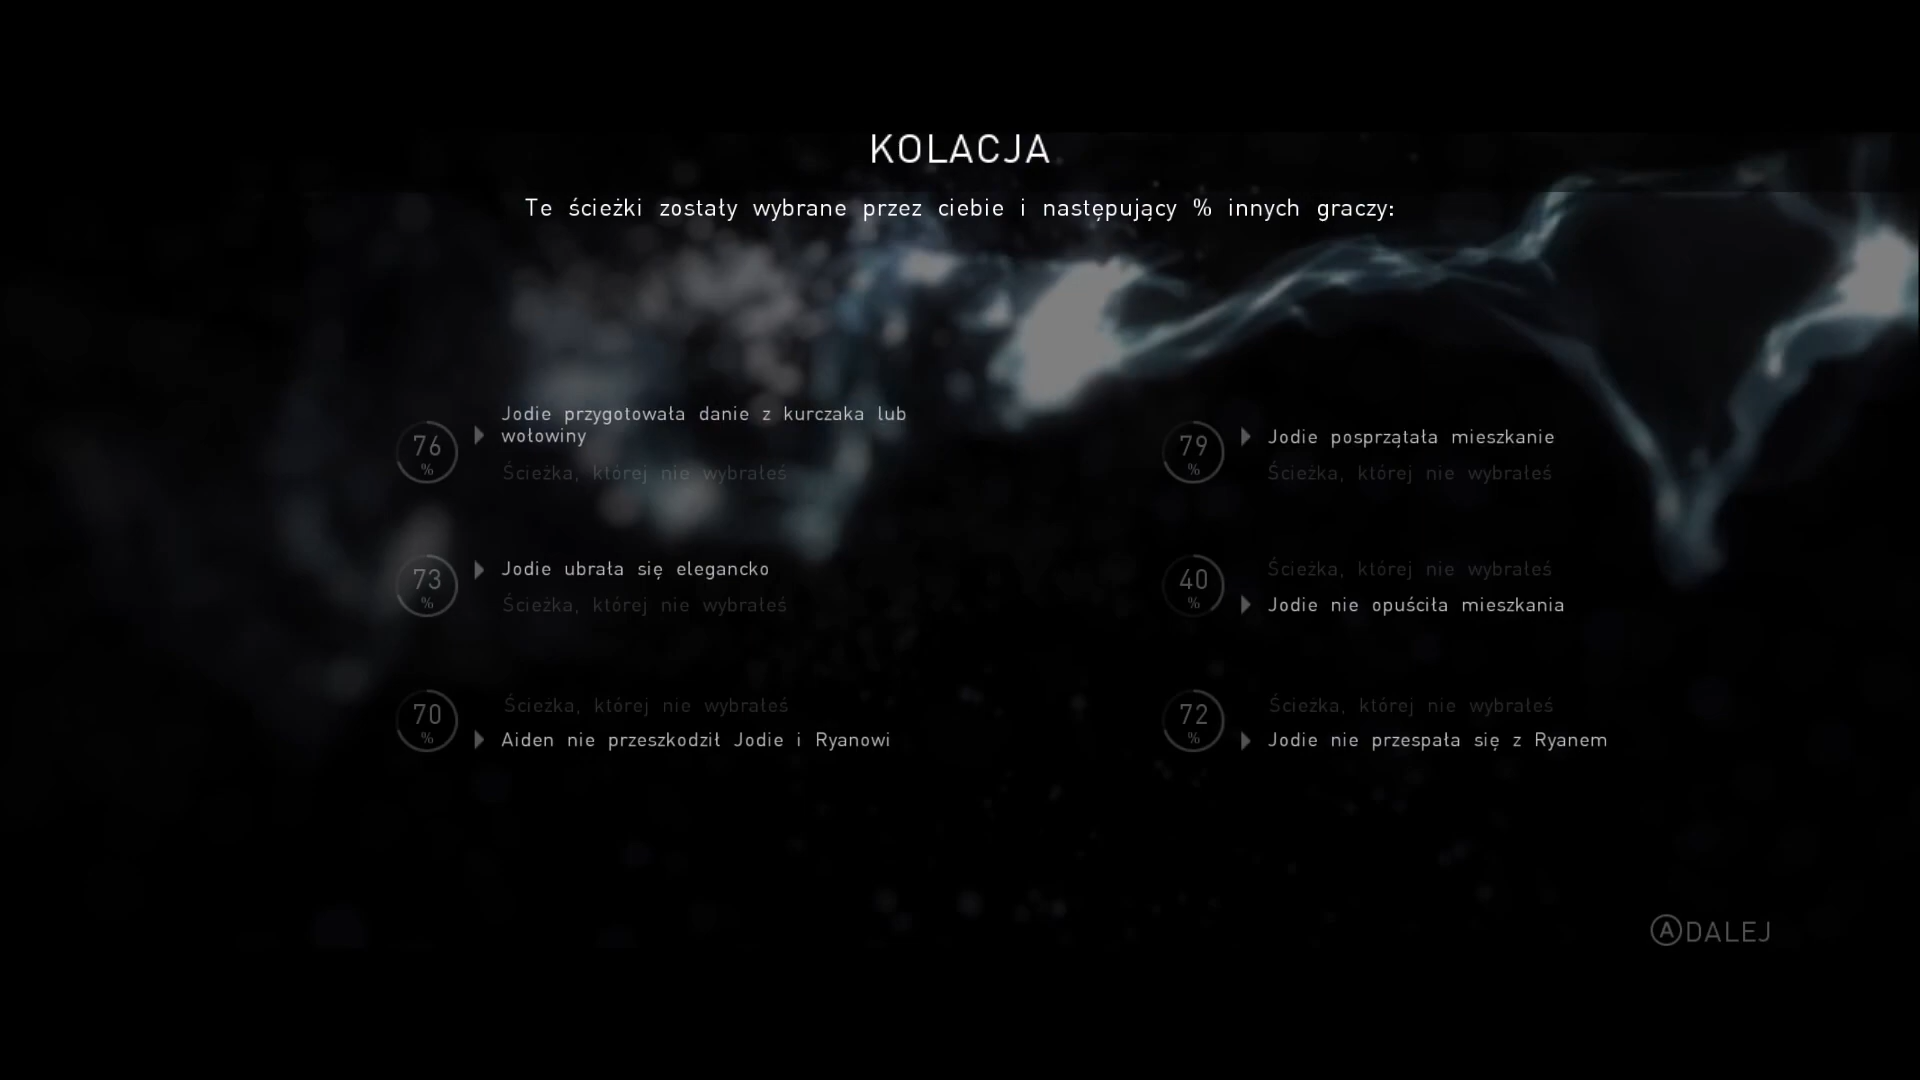 KOLACJA
Te ścieżki zostały wybrane przez ciebie i następujący % innych graczy:
76 %
Jodie przygotowała danie z kurczaka lub
wołowiny
Ścieżka, której nie wybrałeś
79 %
Jodie posprzątała mieszkanie
Ścieżka, której nie wybrałeś
73 %
Jodie ubrała się elegancko
Ścieżka, której nie wybrałeś
40 %
Ścieżka, której nie wybrałeś
Jodie nie opuściła mieszkania
70 %
Ścieżka, której nie wybrałeś
Aiden nie przeszkodził Jodie i Ryanowi
72 %
Ścieżka, której nie wybrałeś
Jodie nie przespała się z Ryanem
A DALEJ